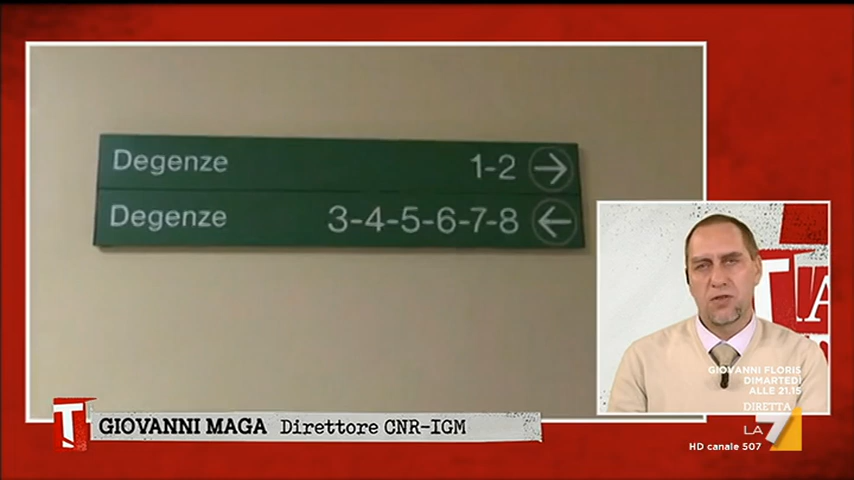 Degenze 1-2
Degenze 3-4-5-6-7-8
T
GIOVANNI MAGA Direttore CNR-IGM
GIOVANNI FLORIS
DIMARTEDÌ
ALLE 21.15
DIRETTA
LA 7
HD canale 507